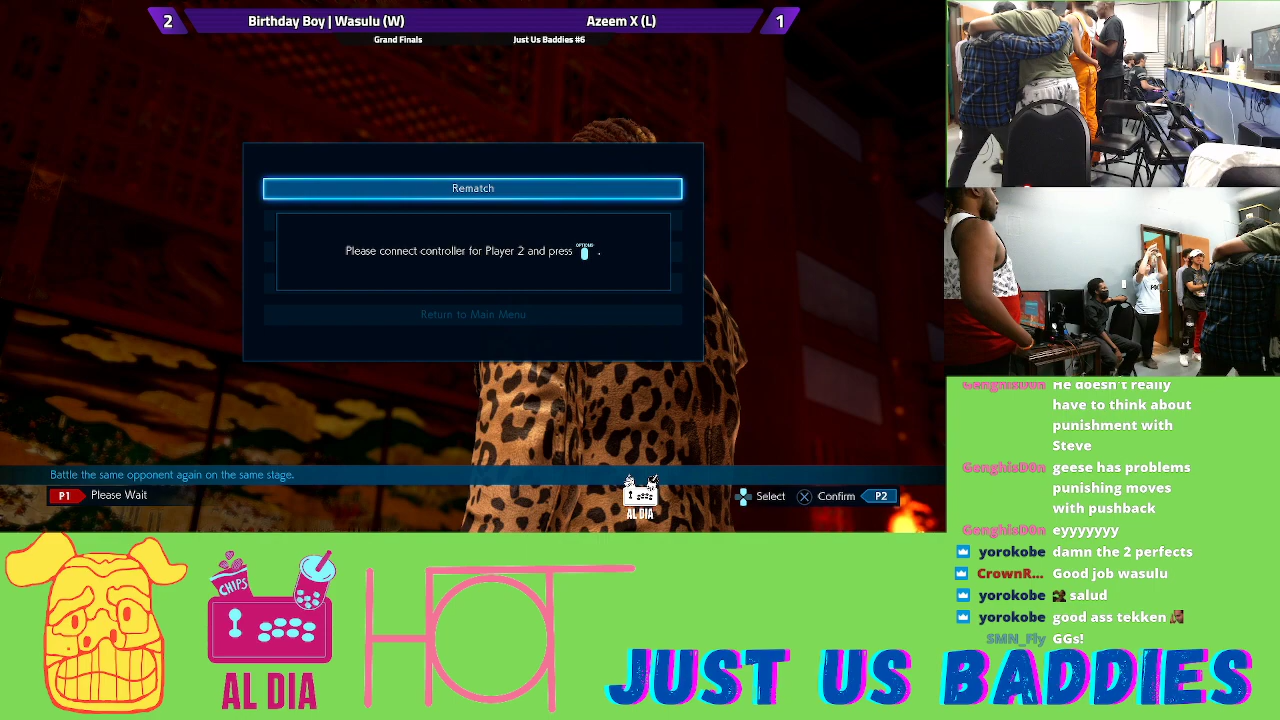 2
Birthday Boy | Wasulu (W)
Azeem X (L)
1
Grand Finals
Just Us Baddies #6
Rematch
Please connect controller for Player 2 and press OPTIONS .
Return to Main Menu
Battle the same opponent again on the same stage.
P1 Please Wait
Select Confirm P2
AL DIA
He doesn't really
have to think about
punishment with
Steve
GenghisD0n geese has problems
punishing moves
with pushback
GenghisD0n eyyyyyyy
yorokobe damn the 2 perfects
CrownR... Good job wasulu
yorokobe salud
yorokobe good ass tekken
SMN_Fly GGs!
CHIPS
AL DIA
HOT
JUST US BADDIES